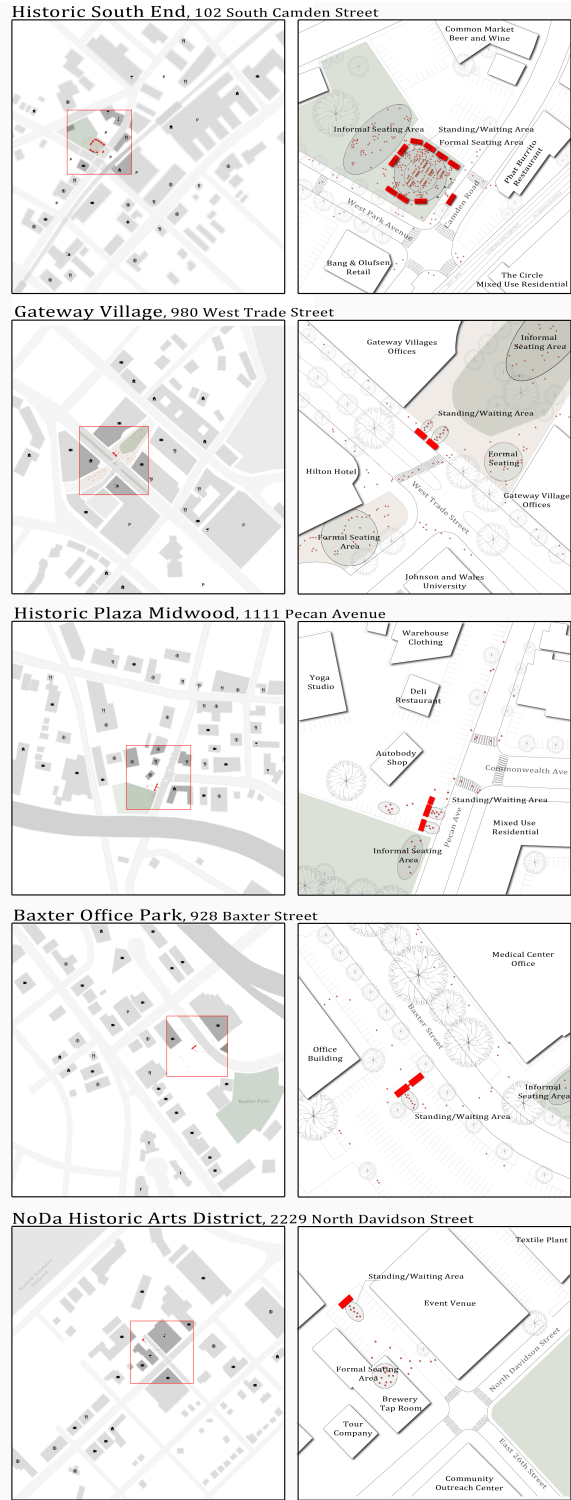 Historic South End, 102 South Camden Street
Common Market
Beer and Wine
Informal Seating Area
Standing/Waiting Area
Formal Seating Area
Phat Burrito
Restaurant
West Park Avenue
Camden Road
Bang & Olufsen
Retail
The Circle
Mixed Use Residential
Gateway Village, 980 West Trade Street
Gateway Villages
Offices
Informal
Seating Area
Standing/Waiting Area
Formal
Seating
Hilton Hotel
West Trade Street
Gateway Village
Offices
Formal Seating
Area
Johnson and Wales
University
Historic Plaza Midwood, 1111 Pecan Avenue
Warehouse
Clothing
Yoga
Studio
Deli
Restaurant
Autobody
Shop
Commonwealth Ave
Standing/Waiting Area
Pecan Ave
Mixed Use
Residential
Informal Seating
Area
Baxter Office Park, 928 Baxter Street
Medical Center
Office
Baxter Street
Office
Building
Informal
Seating Area
Standing/Waiting Area
Baxter Park
NoDa Historic Arts District, 2229 North Davidson Street
Textile Plant
Standing/Waiting Area
Event Venue
Formal Seating
Area
North Davidson Street
Brewery
Tap Room
Tour
Company
East 26th Street
Community
Outreach Center